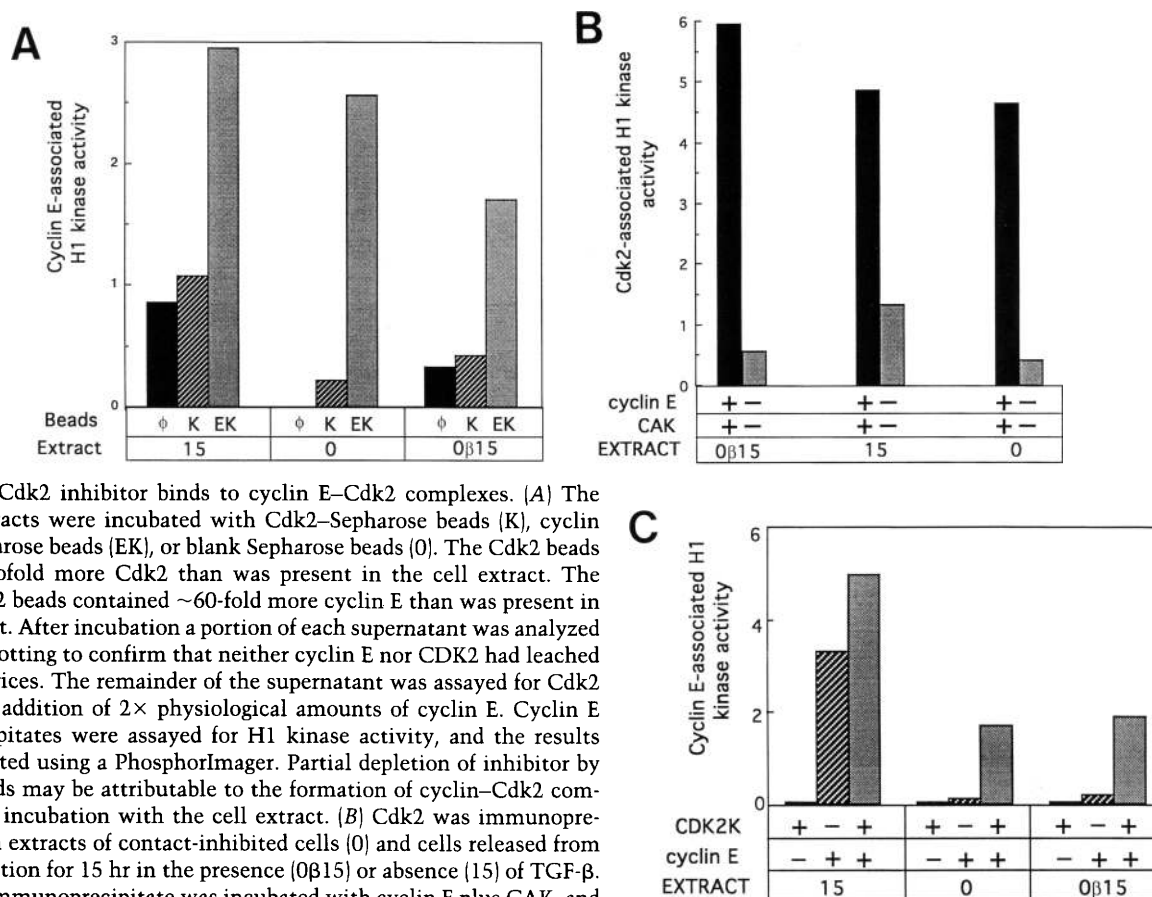 A
Cyclin E-associated
H1 kinase activity
3
2
1
0
Beads ϕ K EK ϕ K EK ϕ K EK
Extract 15 0 0β15
B
Cdk2-associated H1 kinase
activity
6
5
4
3
2
1
0
cyclin E + − + − + −
CAK + − + − + −
EXTRACT 0β15 15 0
Cdk2 inhibitor binds to cyclin E–Cdk2 complexes. (A) The
acts were incubated with Cdk2–Sepharose beads (K), cyclin
arose beads (EK), or blank Sepharose beads (0). The Cdk2 beads
ofold more Cdk2 than was present in the cell extract. The
2 beads contained ~60-fold more cyclin E than was present in
t. After incubation a portion of each supernatant was analyzed
otting to confirm that neither cyclin E nor CDK2 had leached
rices. The remainder of the supernatant was assayed for Cdk2
addition of 2× physiological amounts of cyclin E. Cyclin E
pitates were assayed for H1 kinase activity, and the results
ted using a PhosphorImager. Partial depletion of inhibitor by
ds may be attributable to the formation of cyclin–Cdk2 com-
incubation with the cell extract. (B) Cdk2 was immunopre-
extracts of contact-inhibited cells (0) and cells released from
tion for 15 hr in the presence (0β15) or absence (15) of TGF-β.
mmunoprecipitate was incubated with cyclin E plus CAK, and
C
Cyclin E-associated H1
kinase activity
6
4
2
0
CDK2K + − + + − + + − +
cyclin E − + + − + + − + +
EXTRACT 15 0 0β15